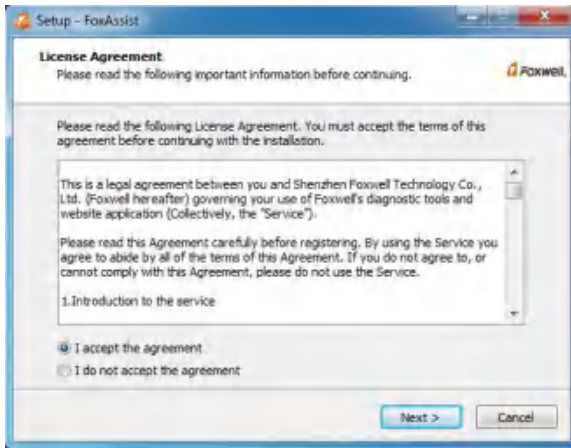 Setup - FoxAssist
License Agreement
Please read the following important information before continuing.
Foxwell
Please read the following License Agreement. You must accept the terms of this
agreement before continuing with the installation.
This is a legal agreement between you and Shenzhen Foxwell Technology Co.,
Ltd. (Foxwell hereafter) governing your use of Foxwell's diagnostic tools and
website application (Collectively, the "Service").
Please read this Agreement carefully before registering. By using the Service you
agree to abide by all of the terms of this Agreement. If you do not agree to, or
cannot comply with this Agreement, please do not use the Service.
1.Introduction to the service
I accept the agreement
I do not accept the agreement
Next >
Cancel